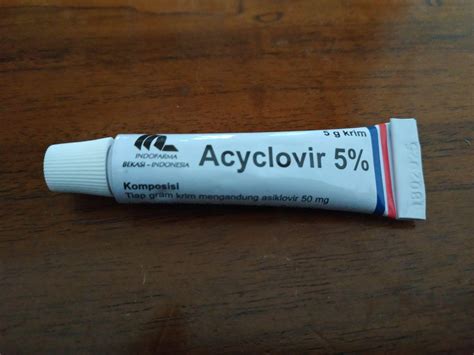 5 g krim
INDOFARMA
BEKASI - INDONESIA
Acyclovir 5%
Komposisi
Tiap gram krim mengandung asiklovir 50 mg